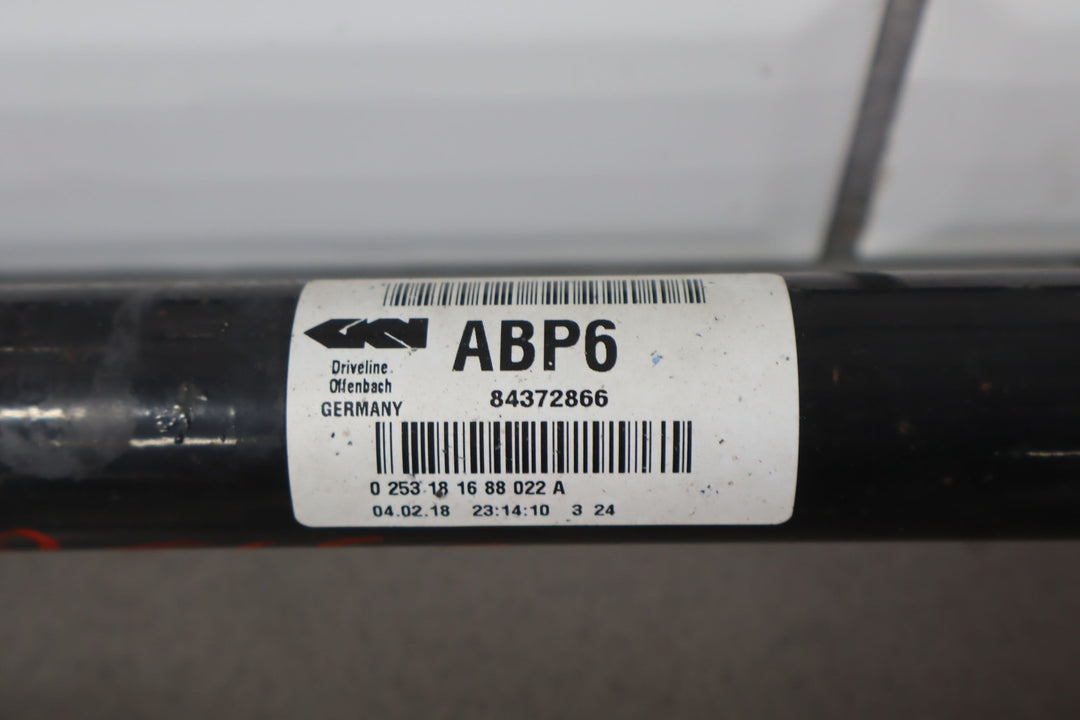 GKN ABP6
Driveline
Offenbach
GERMANY
84372866
0 253 18 16 88 022 A
04.02.18 23:14:10 3 24